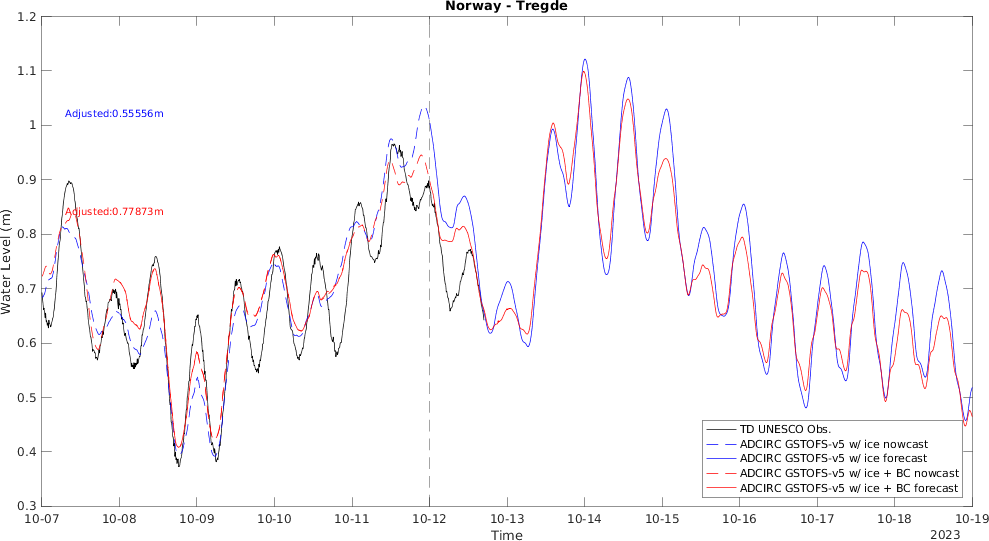 Norway - Tregde
1.2
1.1
1
0.9
0.8
0.7
0.6
0.5
0.4
0.3
Water Level (m)
Adjusted:0.55556m
Adjusted:0.77873m
TD UNESCO Obs.
ADCIRC GSTOFS-v5 w/ ice nowcast
ADCIRC GSTOFS-v5 w/ ice forecast
ADCIRC GSTOFS-v5 w/ ice + BC nowcast
ADCIRC GSTOFS-v5 w/ ice + BC forecast
10-07 10-08 10-09 10-10 10-11 10-12 10-13 10-14 10-15 10-16 10-17 10-18 10-19
Time
2023